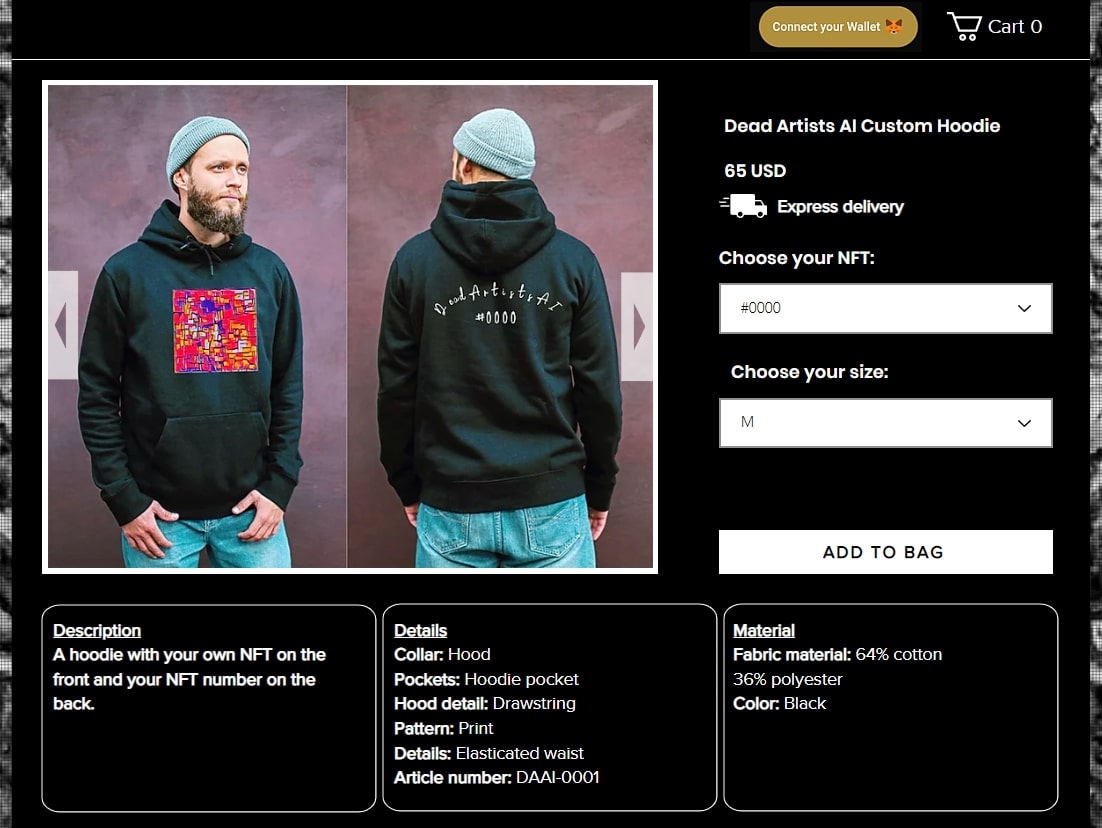 Connect your Wallet
Cart 0
Dead Artists AI Custom Hoodie
65 USD
Express delivery
Choose your NFT:
#0000
Choose your size:
M
ADD TO BAG
DeadArtistsAI
#0000
Description
A hoodie with your own NFT on the
front and your NFT number on the
back.
Details
Collar: Hood
Pockets: Hoodie pocket
Hood detail: Drawstring
Pattern: Print
Details: Elasticated waist
Article number: DAAI-0001
Material
Fabric material: 64% cotton
36% polyester
Color: Black